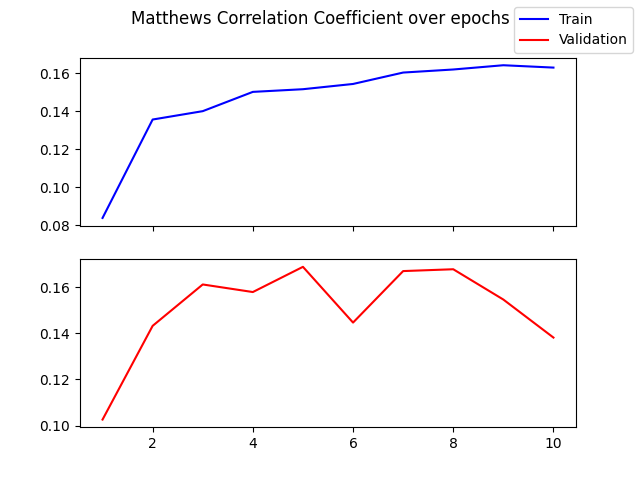 Matthews Correlation Coefficient over epochs
Train
Validation
0.16
0.14
0.12
0.10
0.08
0.16
0.14
0.12
0.10
2 4 6 8 10